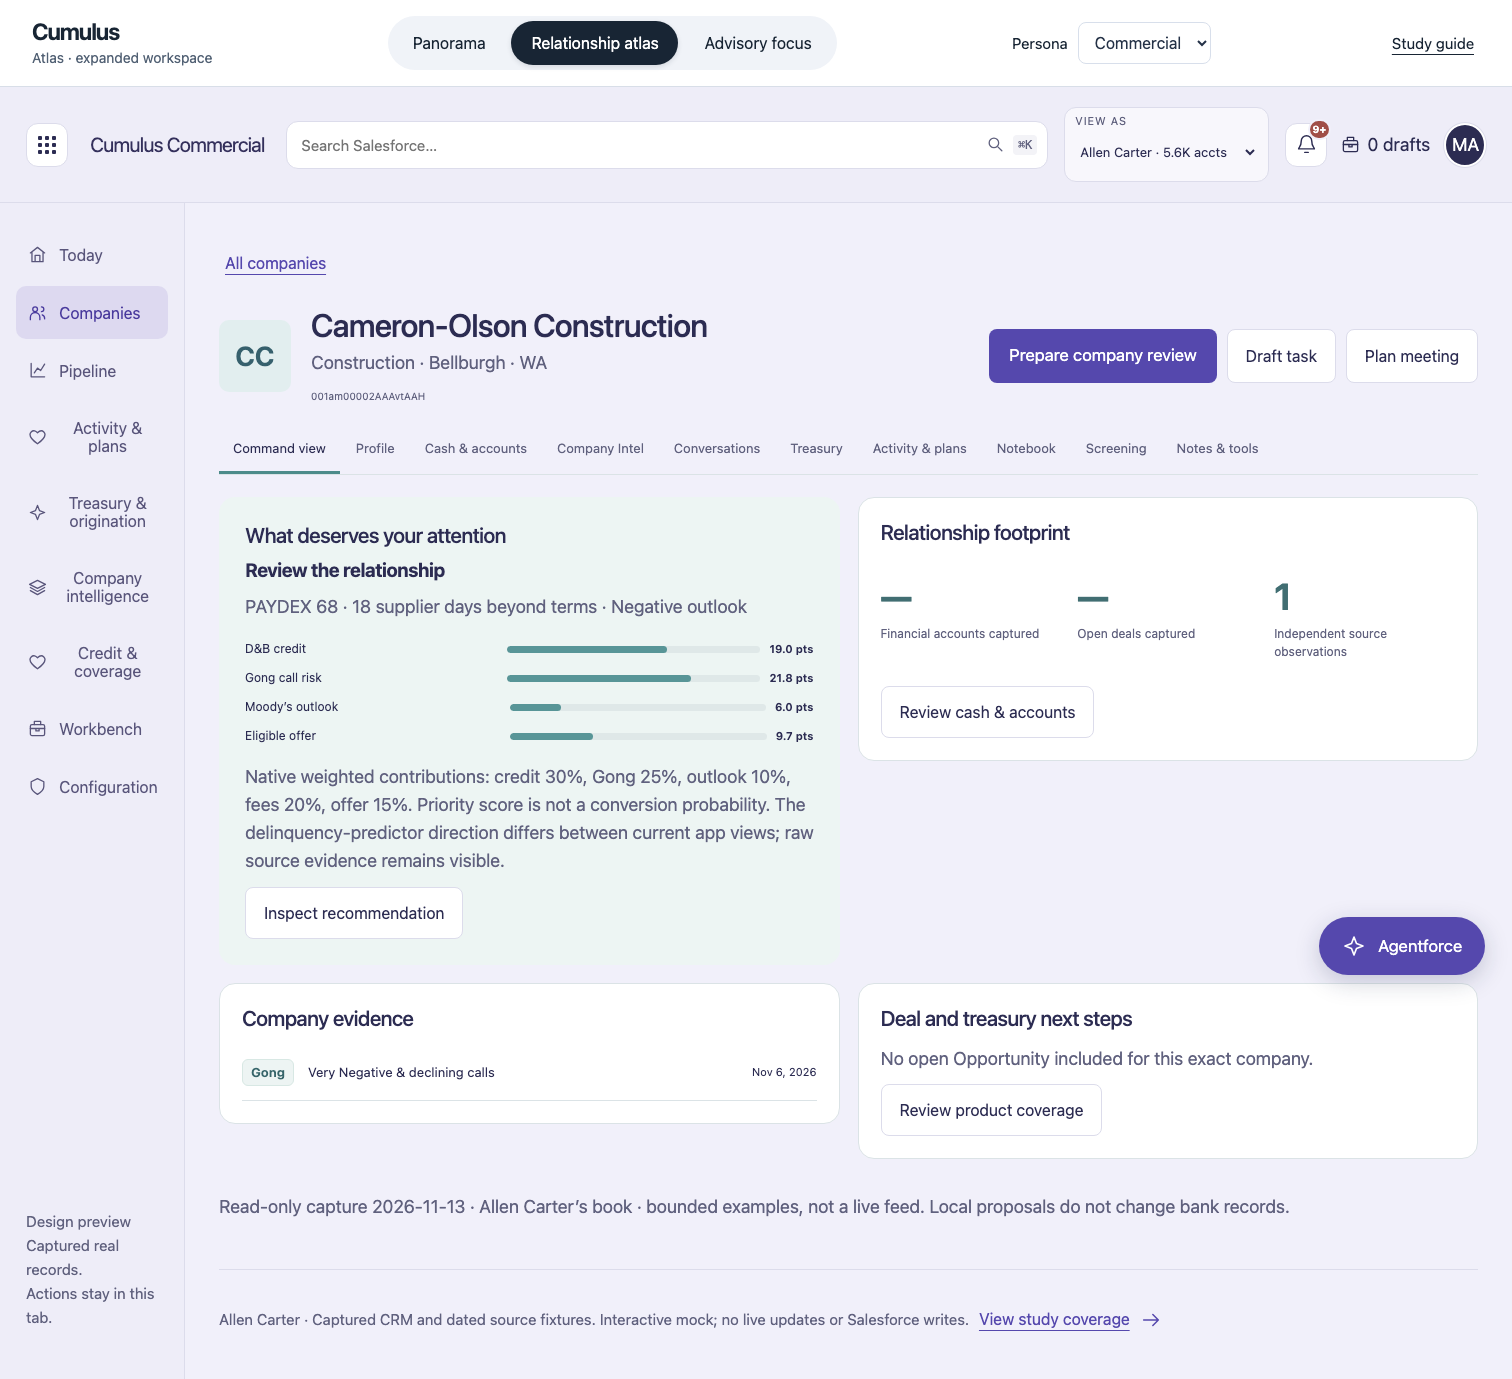 Cumulus
Atlas · expanded workspace
Panorama
Relationship atlas
Advisory focus
Persona
Commercial
Study guide
Cumulus Commercial
Search Salesforce...
⌘K
VIEW AS
Allen Carter · 5.6K accts
9+
0 drafts
MA
Today
Companies
Pipeline
Activity &
plans
Treasury &
origination
Company
intelligence
Credit &
coverage
Workbench
Configuration
Design preview
Captured real
records.
Actions stay in this
tab.
All companies
CC
Cameron-Olson Construction
Construction · Bellburgh · WA
001am00002AAAvtAAH
Prepare company review
Draft task
Plan meeting
Command view
Profile
Cash & accounts
Company Intel
Conversations
Treasury
Activity & plans
Notebook
Screening
Notes & tools
What deserves your attention
Review the relationship
PAYDEX 68 · 18 supplier days beyond terms · Negative outlook
D&B credit 19.0 pts
Gong call risk 21.8 pts
Moody’s outlook 6.0 pts
Eligible offer 9.7 pts
Native weighted contributions: credit 30%, Gong 25%, outlook 10%,
fees 20%, offer 15%. Priority score is not a conversion probability. The
delinquency-predictor direction differs between current app views; raw
source evidence remains visible.
Inspect recommendation
Relationship footprint
— — 1
Financial accounts captured
Open deals captured
Independent source
observations
Review cash & accounts
Agentforce
Company evidence
Gong Very Negative & declining calls Nov 6, 2026
Deal and treasury next steps
No open Opportunity included for this exact company.
Review product coverage
Read-only capture 2026-11-13 · Allen Carter’s book · bounded examples, not a live feed. Local proposals do not change bank records.
Allen Carter · Captured CRM and dated source fixtures. Interactive mock; no live updates or Salesforce writes. View study coverage →